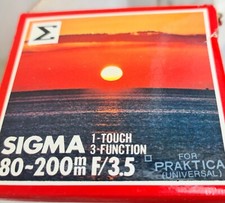 Σ
SIGMA 1-TOUCH
3-FUNCTION
80~200mm F/3.5
FOR
PRAKTICA
(UNIVERSAL)